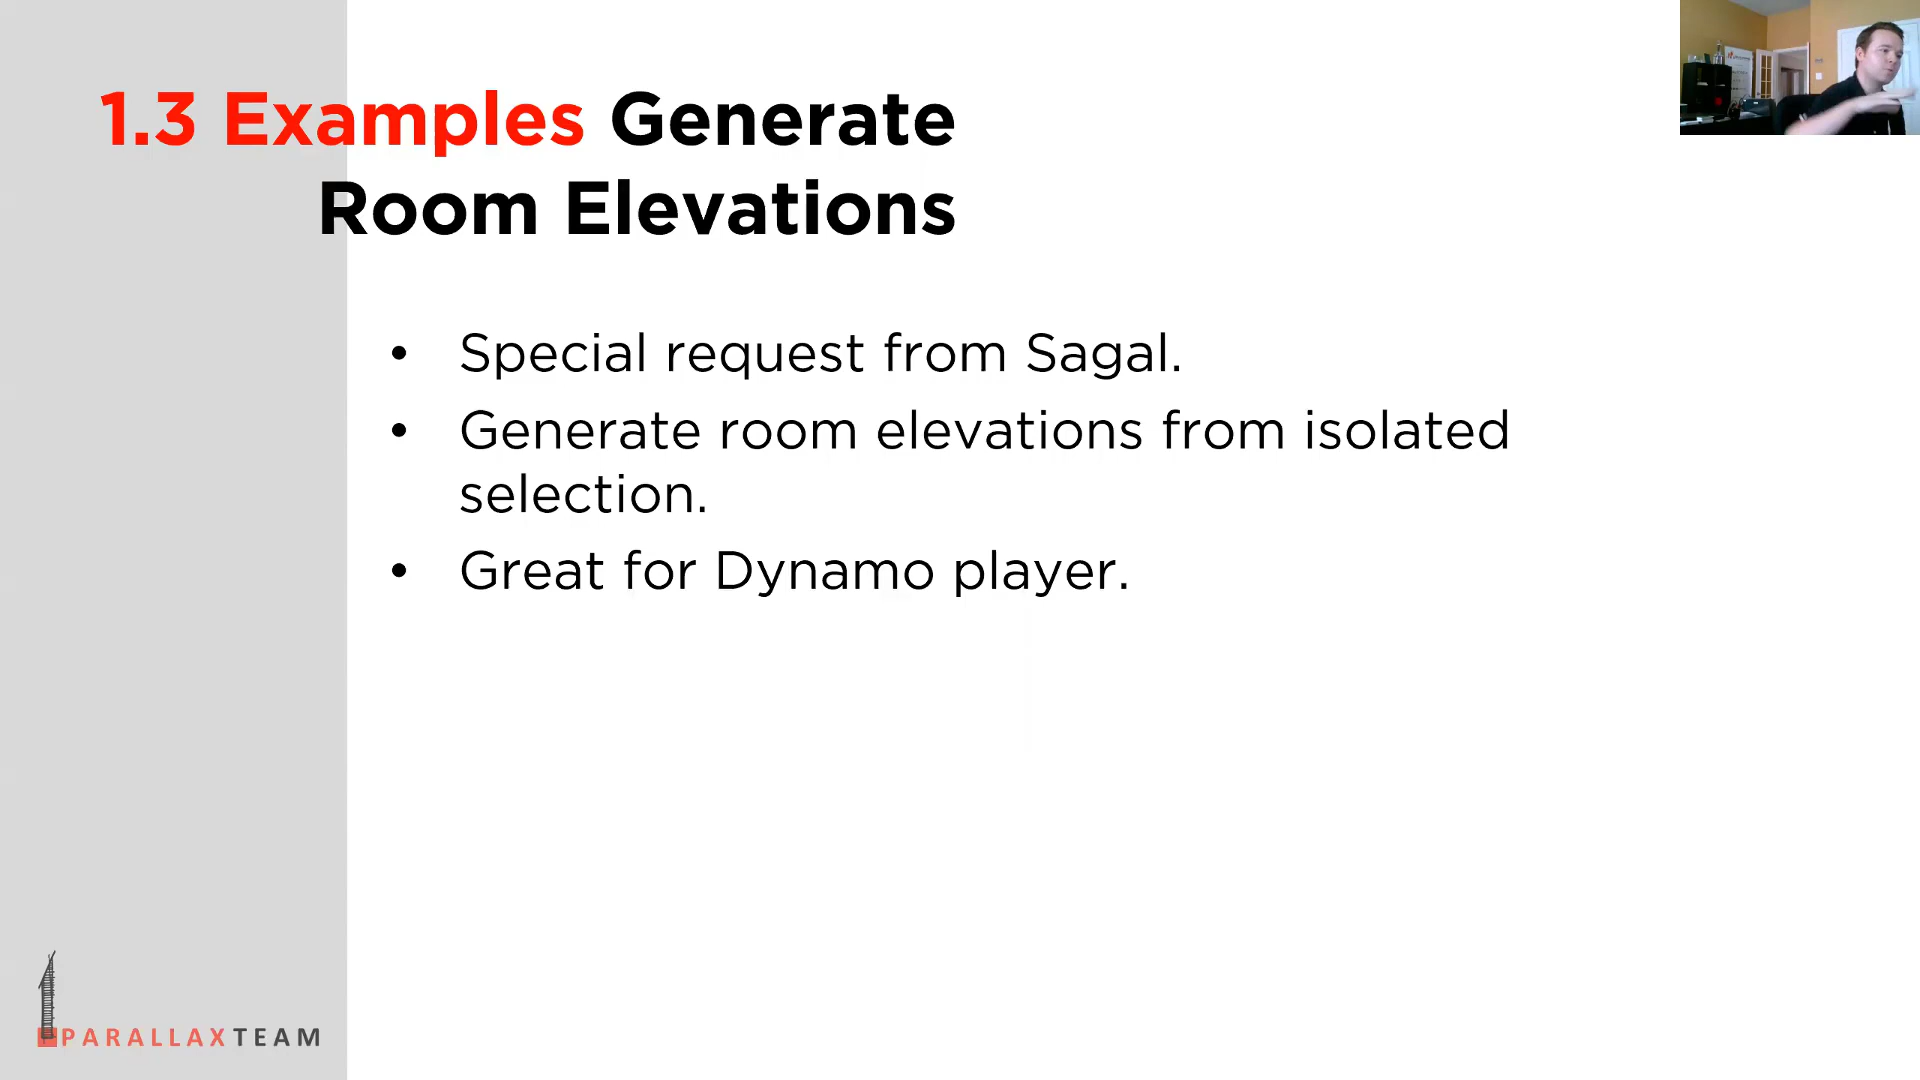 1.3 Examples Generate
Room Elevations
• Special request from Sagal.
• Generate room elevations from isolated
selection.
• Great for Dynamo player.
PARALLAXTEAM